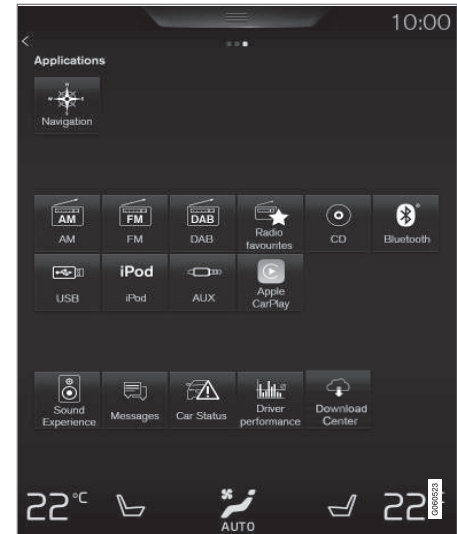 10:00
Applications
Navigation
AM FM DAB
AM FM DAB Radio favourites CD Bluetooth
iPod
USB iPod AUX Apple CarPlay
Sound Experience Messages Car Status Driver performance Download Center
22°C 22°
AUTO
G060523